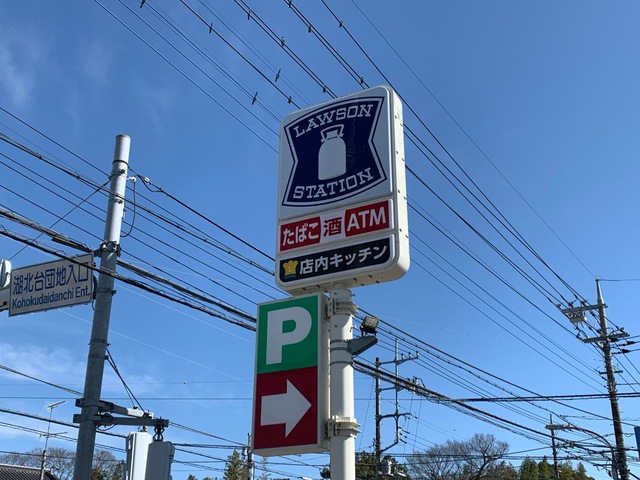 LAWSON
STATION
たばこ 酒 ATM
店内キッチン
P
湖北台団地入口
Kohokudaidanchi Ent.